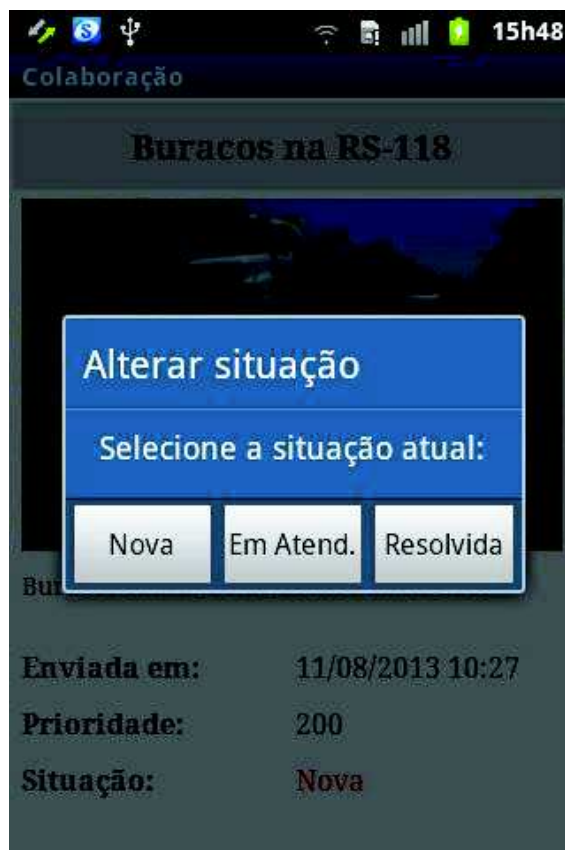 15h48
Colaboração
Buracos na RS-118
Alterar situação
Selecione a situação atual:
Nova Em Atend. Resolvida
Enviada em: 11/08/2013 10:27
Prioridade: 200
Situação: Nova